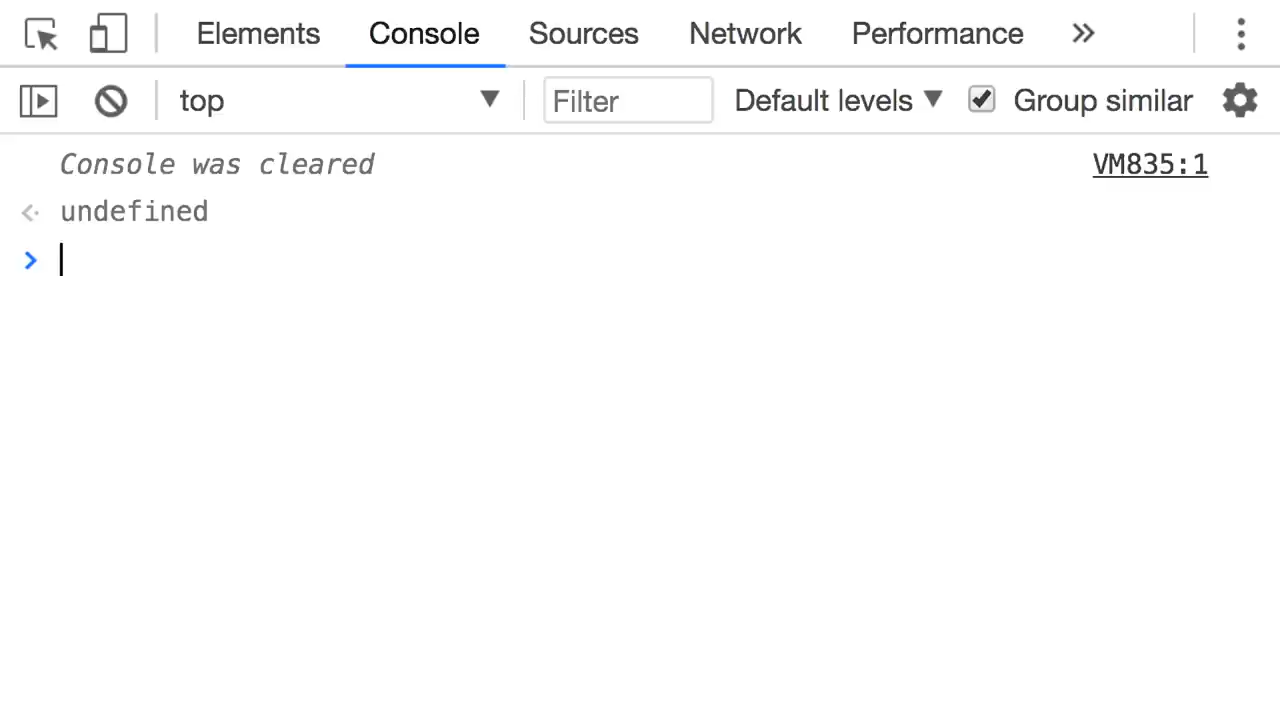 Elements Console Sources Network Performance »
top ▼ Filter Default levels ▼ Group similar
Console was cleared VM835:1
undefined